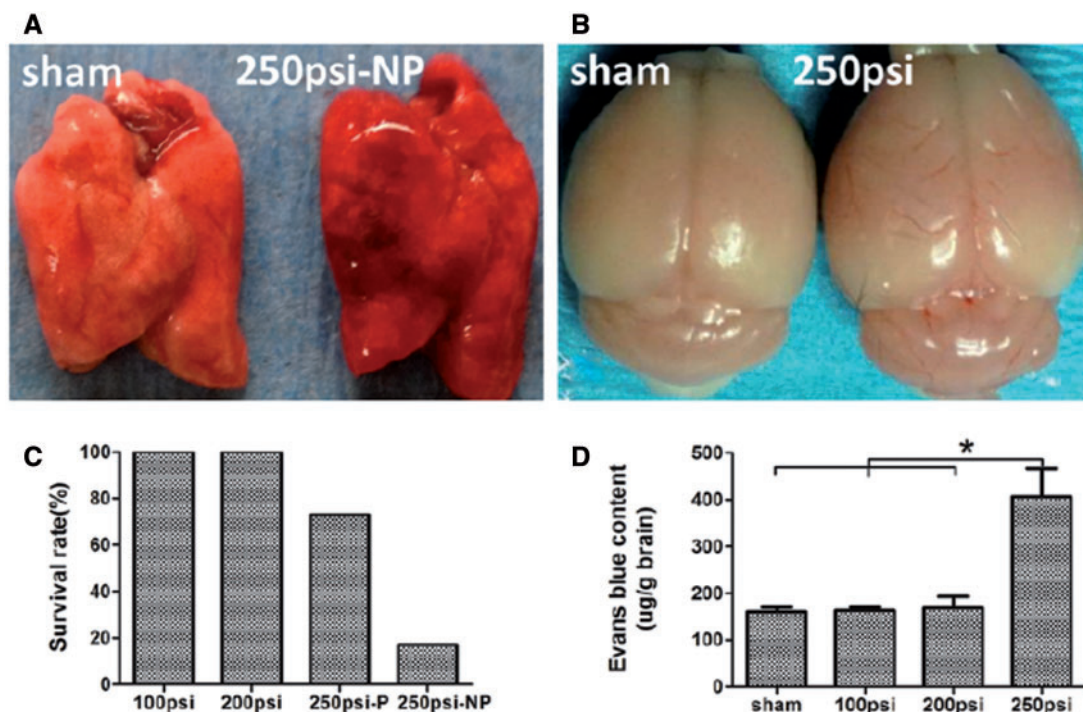 A
sham 250psi-NP
B
sham 250psi
C
Survival rate(%)
100
80
60
40
20
0
100psi 200psi 250psi-P 250psi-NP
D
Evans blue content
(ug/g brain)
500
400
300
200
100
0
*
sham 100psi 200psi 250psi